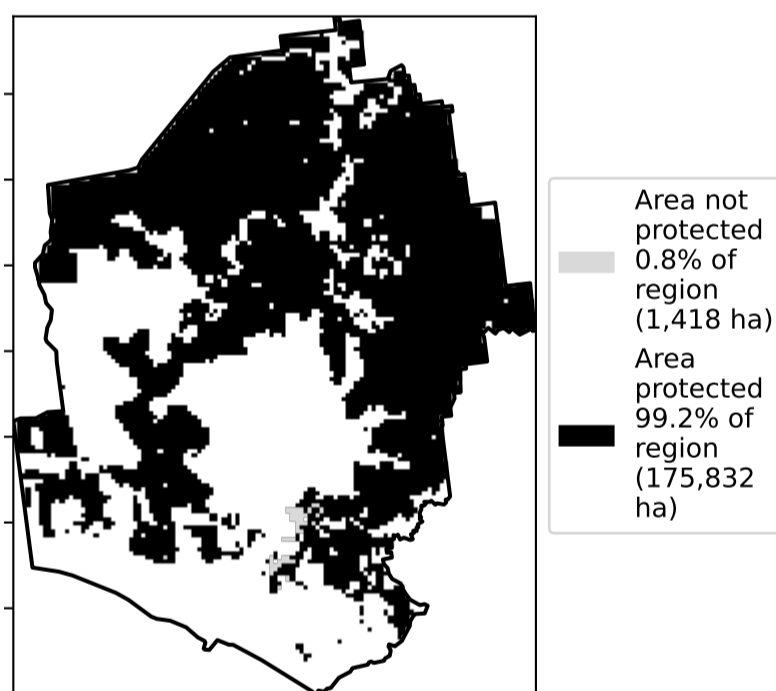 Area not
protected
0.8% of
region
(1,418 ha)
Area
protected
99.2% of
region
(175,832
ha)